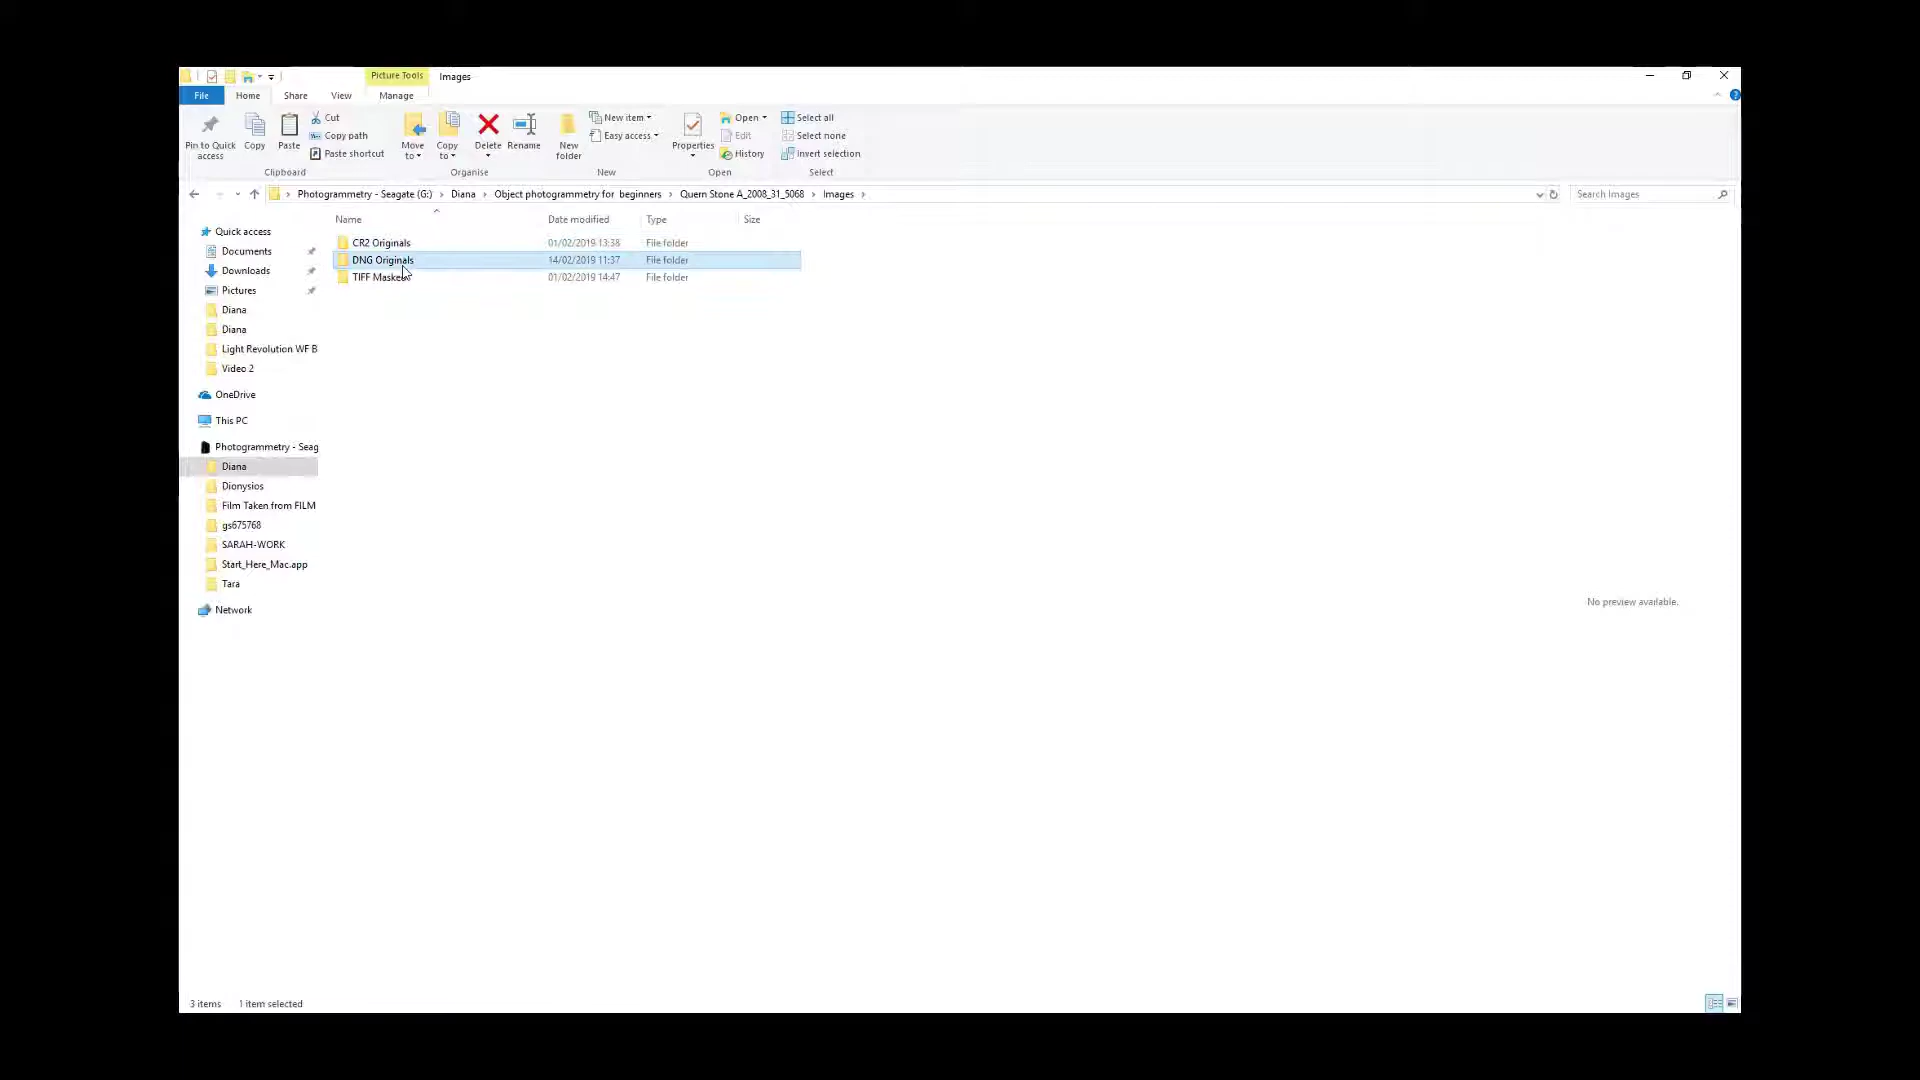 Picture Tools Images
File Home Share View Manage
Pin to Quick access
Copy
Paste
Cut
Copy path
Paste shortcut
Clipboard
Move to
Copy to
Delete
Rename
Organise
New folder
New item
Easy access
New
Properties
Open
Edit
History
Open
Select all
Select none
Invert selection
Select
Photogrammetry - Seagate (G:) Diana Object photogrammetry for beginners Quern Stone A_2008_31_5068 Images
Search Images
Name Date modified Type Size
CR2 Originals 01/02/2019 13:38 File folder
DNG Originals 14/02/2019 11:37 File folder
TIFF Masked 01/02/2019 14:47 File folder
Quick access
Documents
Downloads
Pictures
Diana
Diana
Light Revolution WF B
Video 2
OneDrive
This PC
Photogrammetry - Seag
Diana
Dionysios
Film Taken from FILM
gs675768
SARAH-WORK
Start_Here_Mac.app
Tara
Network
No preview available.
3 items 1 item selected